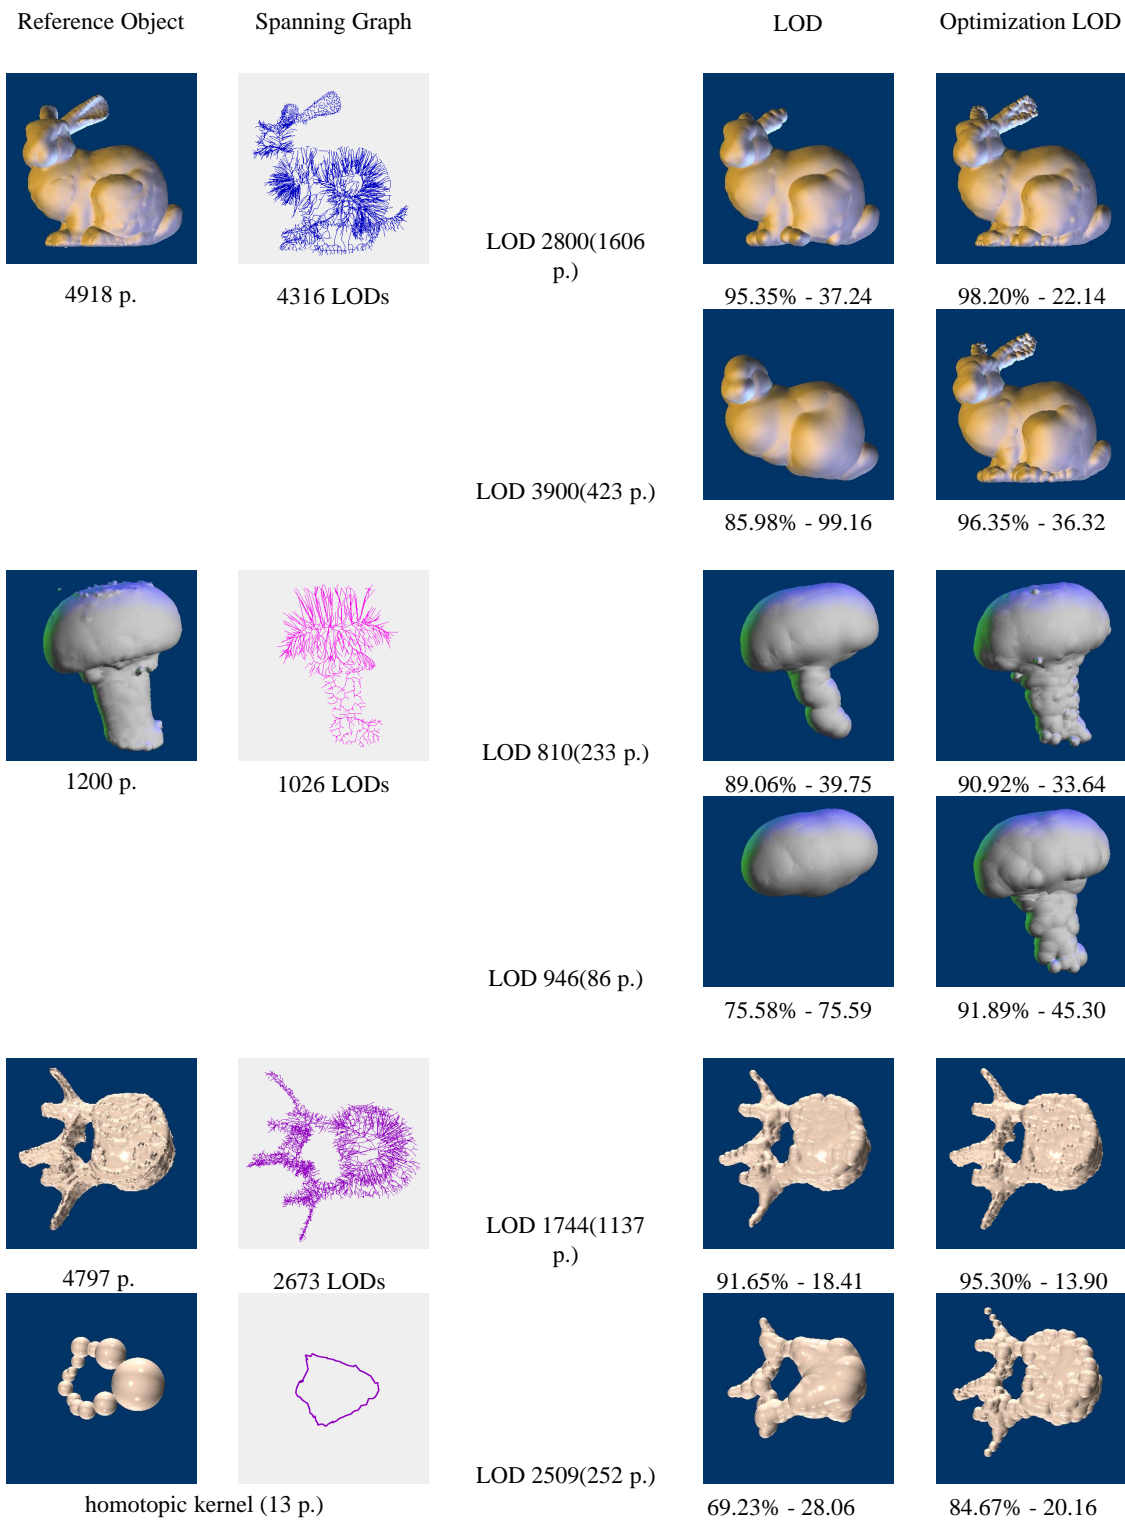 Reference Object
Spanning Graph
LOD
Optimization LOD
LOD 2800(1606
p.)
4918 p.
4316 LODs
95.35% - 37.24
98.20% - 22.14
LOD 3900(423 p.)
85.98% - 99.16
96.35% - 36.32
LOD 810(233 p.)
1200 p.
1026 LODs
89.06% - 39.75
90.92% - 33.64
LOD 946(86 p.)
75.58% - 75.59
91.89% - 45.30
LOD 1744(1137
p.)
4797 p.
2673 LODs
91.65% - 18.41
95.30% - 13.90
LOD 2509(252 p.)
homotopic kernel (13 p.)
69.23% - 28.06
84.67% - 20.16